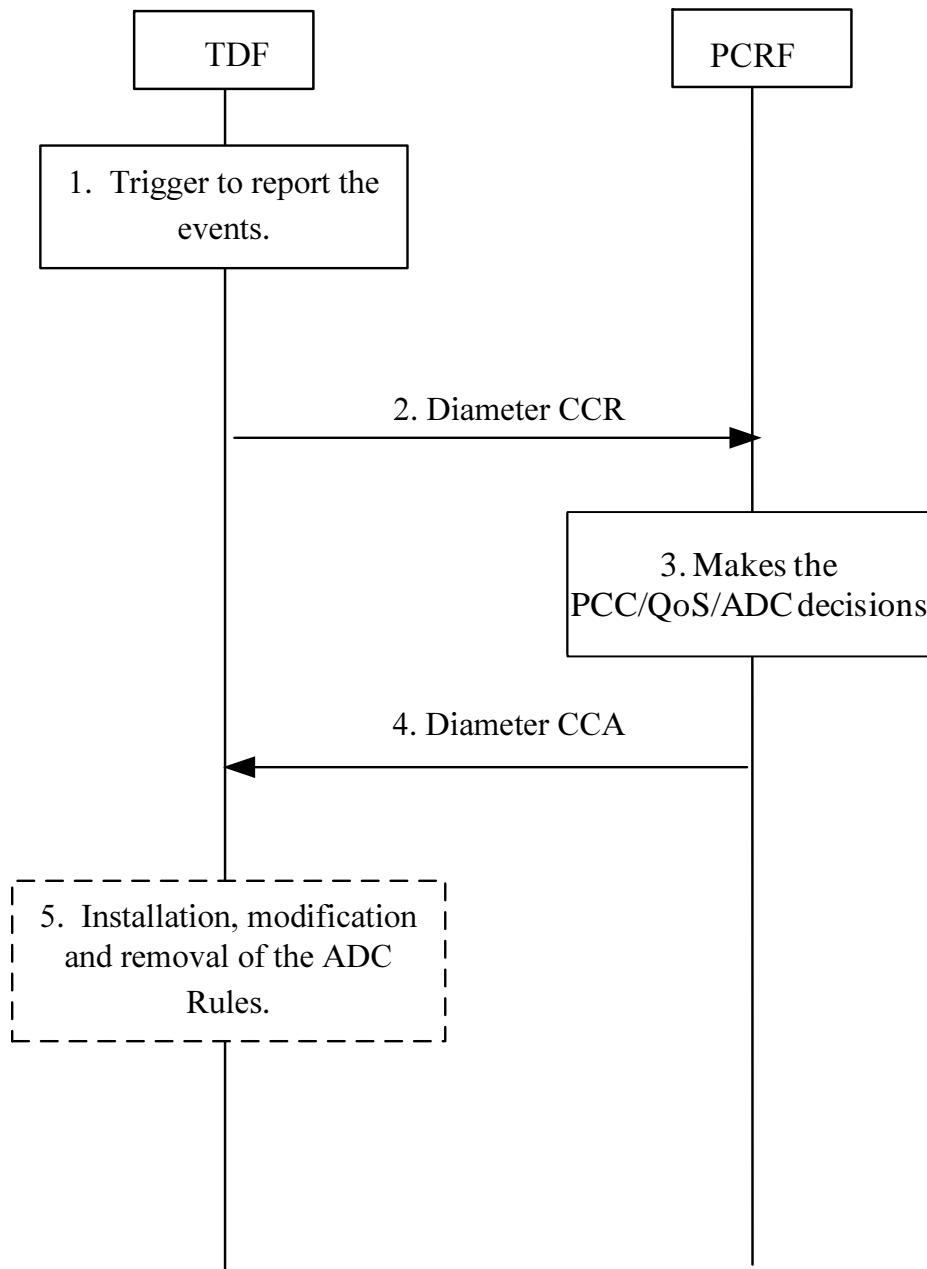 TDF
PCRF
1. Trigger to report the
events.
2. Diameter CCR
3. Makes the
PCC/QoS/ADC decisions
4. Diameter CCA
5. Installation, modification
and removal of the ADC
Rules.